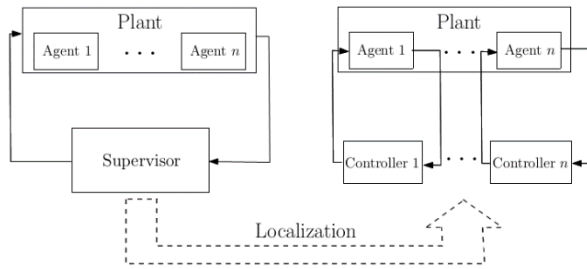 Plant
Agent 1 . . . Agent n
Supervisor
Plant
Agent 1 . . . Agent n
Controller 1 . . . Controller n
Localization